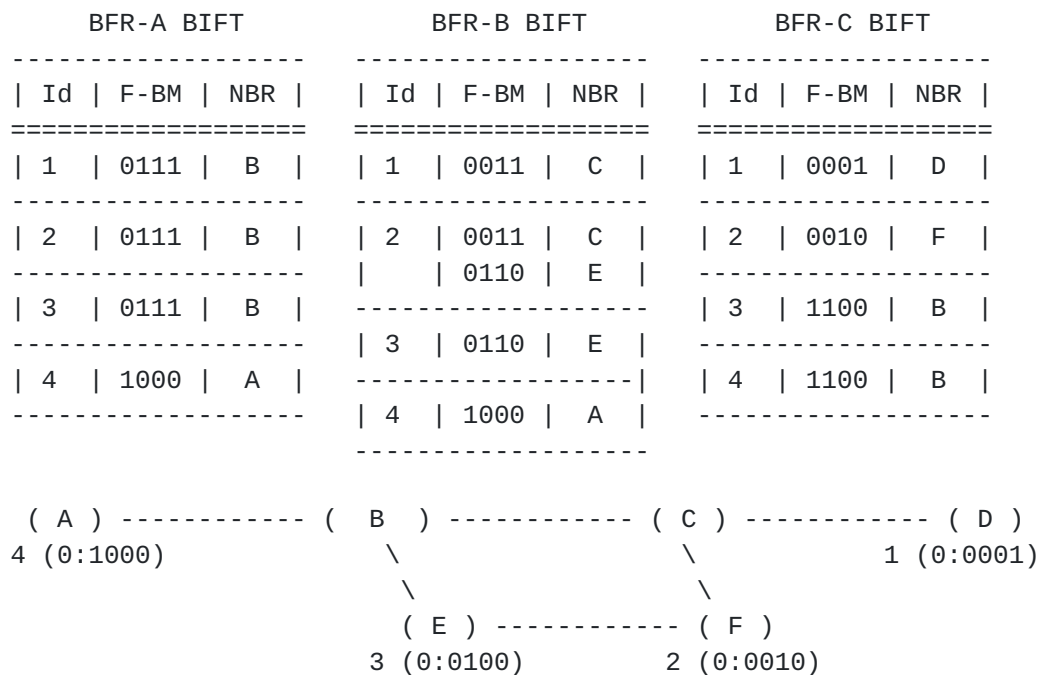 BFR-A BIFT            BFR-B BIFT            BFR-C BIFT
 -------------------   -------------------   -------------------
 | Id | F-BM | NBR |   | Id | F-BM | NBR |   | Id | F-BM | NBR |
 ===================   ===================   ===================
 | 1  | 0111 |  B  |   | 1  | 0011 |  C  |   | 1  | 0001 |  D  |
 -------------------   -------------------   -------------------
 | 2  | 0111 |  B  |   | 2  | 0011 |  C  |   | 2  | 0010 |  F  |
 -------------------   |    | 0110 |  E  |   -------------------
 | 3  | 0111 |  B  |   -------------------   | 3  | 1100 |  B  |
 -------------------   | 3  | 0110 |  E  |   -------------------
 | 4  | 1000 |  A  |   -------------------|  | 4  | 1100 |  B  |
 -------------------   | 4  | 1000 |  A  |   -------------------
                       -------------------

  ( A ) ------------ (  B  ) ------------ ( C ) ------------ ( D )
 4 (0:1000)              \                  \            1 (0:0001)
                          \                  \
                          ( E ) ------------ ( F )
                        3 (0:0100)         2 (0:0010)